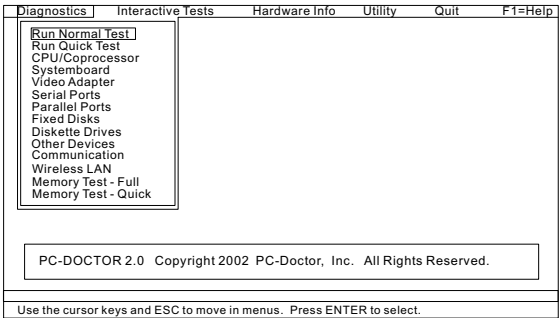 Diagnostics Interactive Tests Hardware Info Utility Quit F1=Help
Run Normal Test
Run Quick Test
CPU/Coprocessor
Systemboard
Video Adapter
Serial Ports
Parallel Ports
Fixed Disks
Diskette Drives
Other Devices
Communication
Wireless LAN
Memory Test - Full
Memory Test - Quick
PC-DOCTOR 2.0 Copyright 2002 PC-Doctor, Inc. All Rights Reserved.
Use the cursor keys and ESC to move in menus. Press ENTER to select.